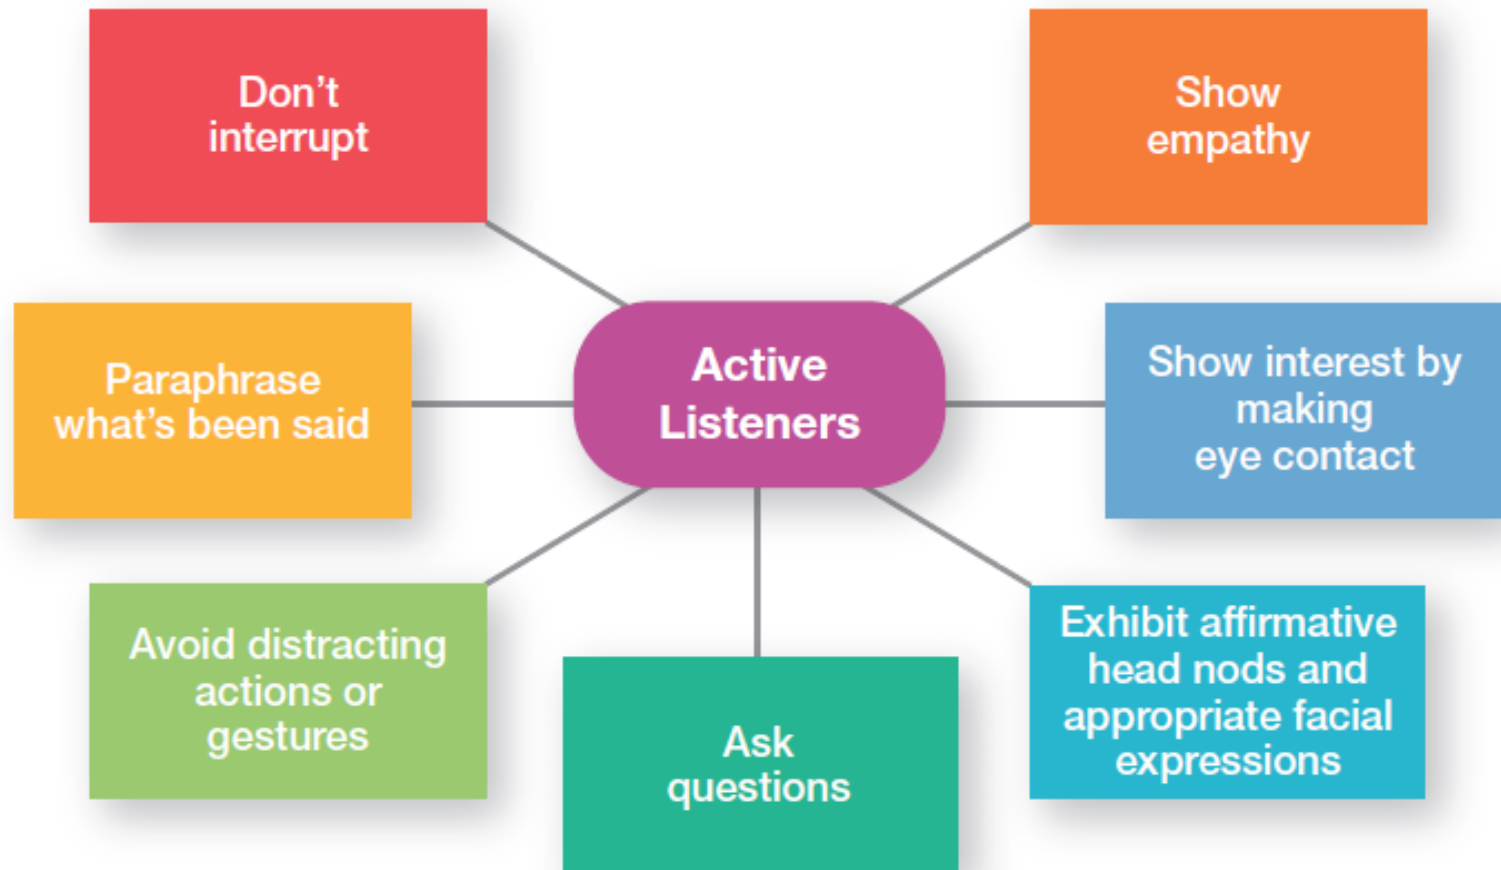 Don’t
interrupt
Show
empathy
Active
Listeners
Paraphrase
what’s been said
Show interest by
making
eye contact
Avoid distracting
actions or
gestures
Ask
questions
Exhibit affirmative
head nods and
appropriate facial
expressions